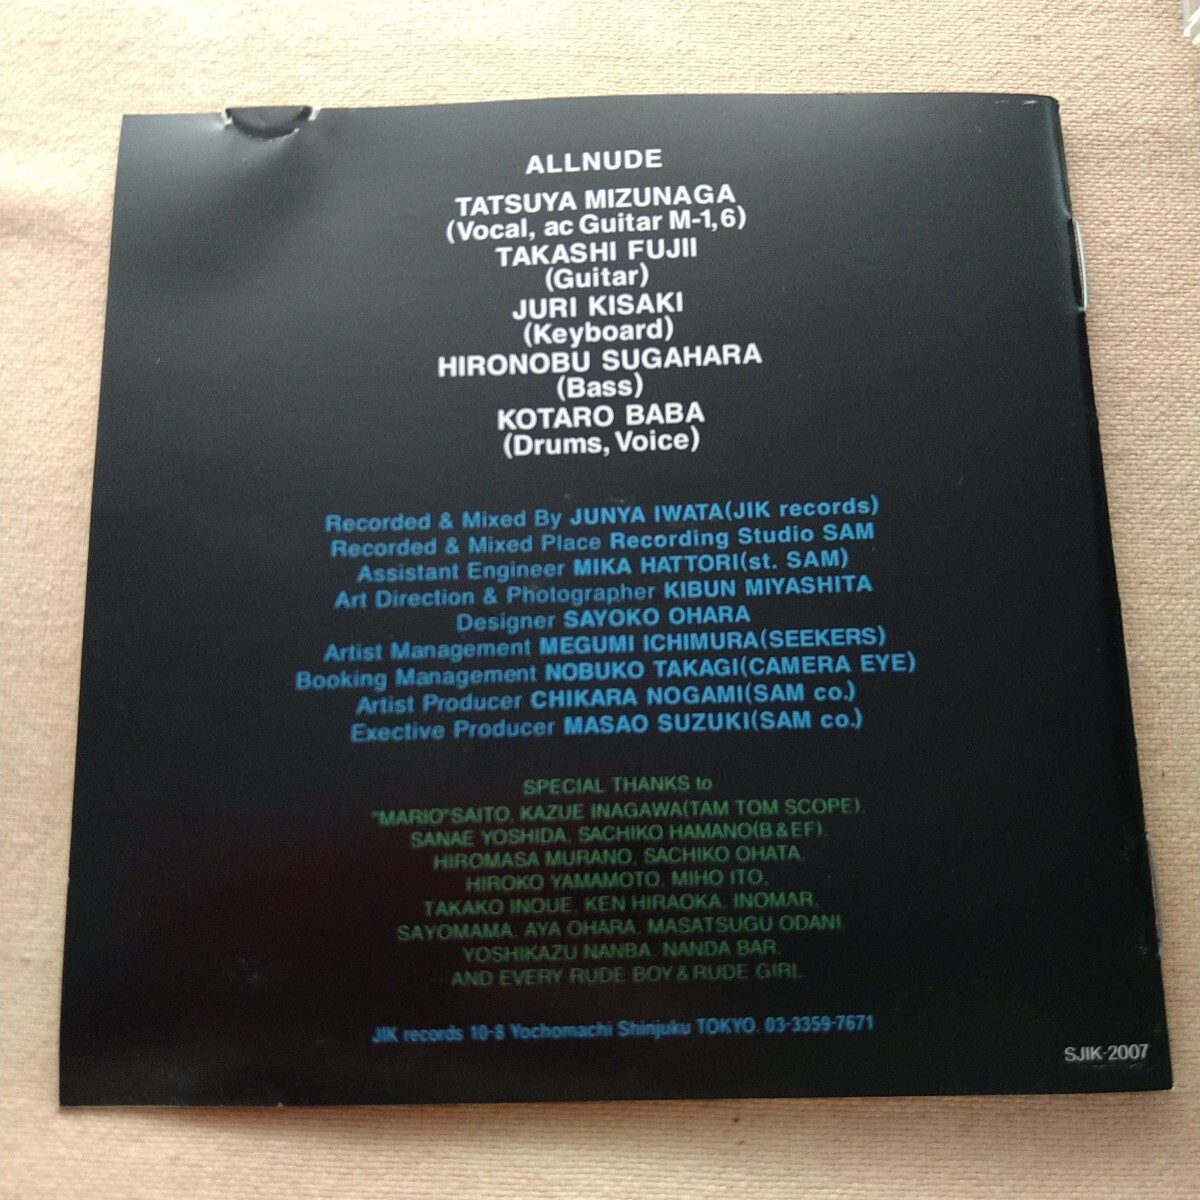 ALLNUDE
TATSUYA MIZUNAGA
(Vocal, ac Guitar M-1,6)
TAKASHI FUJII
(Guitar)
JURI KISAKI
(Keyboard)
HIRONOBU SUGAHARA
(Bass)
KOTARO BABA
(Drums, Voice)
Recorded & Mixed By JUNYA IWATA(JIK records)
Recorded & Mixed Place Recording Studio SAM
Assistant Engineer MIKA HATTORI(st. SAM)
Art Direction & Photographer KIBUN MIYASHITA
Designer SAYOKO OHARA
Artist Management MEGUMI ICHIMURA(SEEKERS)
Booking Management NOBUKO TAKAGI(CAMERA EYE)
Artist Producer CHIKARA NOGAMI(SAM co.)
Exective Producer MASAO SUZUKI(SAM co.)
SPECIAL THANKS to
"MARIO"SAITO, KAZUE INAGAWA(TAM TOM SCOPE),
SANAE YOSHIDA, SACHIKO HAMANO(B&EF),
HIROMASA MURANO, SACHIKO OHATA,
HIROKO YAMAMOTO, MIHO ITO,
TAKAKO INOUE, KEN HIRAOKA, INOMAR,
SAYOMAMA, AYA OHARA, MASATSUGU ODANI,
YOSHIKAZU NANBA, NANDA BAR,
AND EVERY RUDE BOY & RUDE GIRL
JIK records 10-8 Yochomachi Shinjuku TOKYO. 03-3359-7671
SJIK-2007